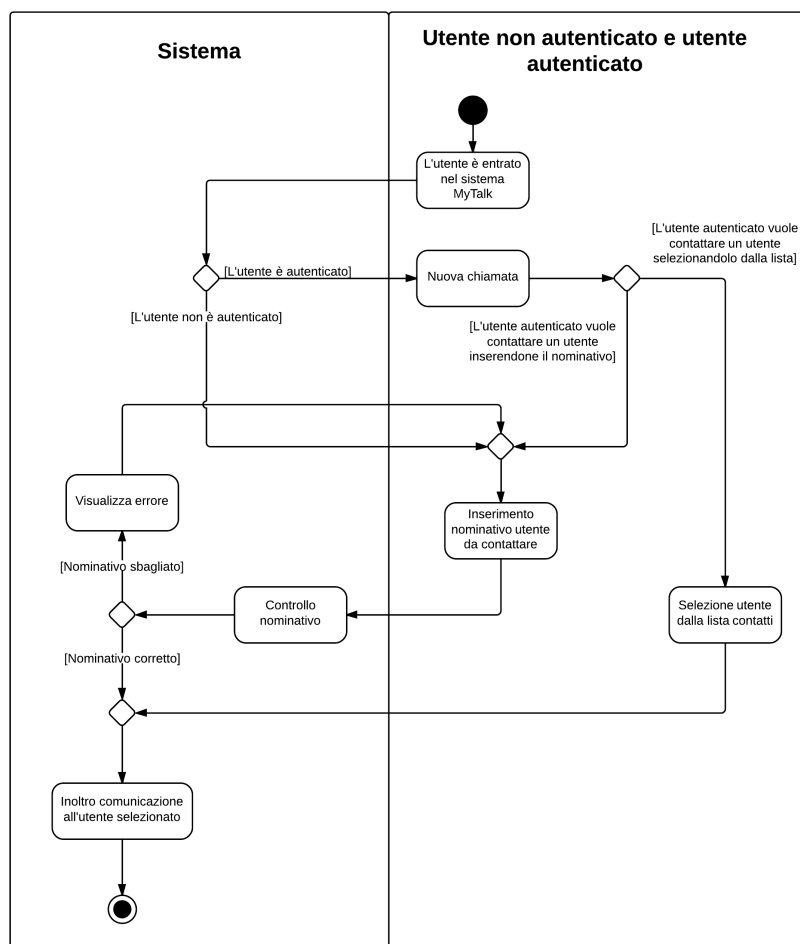 Sistema
Utente non autenticato e utente
autenticato
L'utente è entrato
nel sistema
MyTalk
[L'utente autenticato vuole
contattare un utente
selezionandolo dalla lista]
[L'utente è autenticato]
Nuova chiamata
[L'utente non è autenticato]
[L'utente autenticato vuole
contattare un utente
inserendone il nominativo]
Visualizza errore
Inserimento
nominativo utente
da contattare
[Nominativo sbagliato]
Controllo
nominativo
Selezione utente
dalla lista contatti
[Nominativo corretto]
Inoltro comunicazione
all'utente selezionato